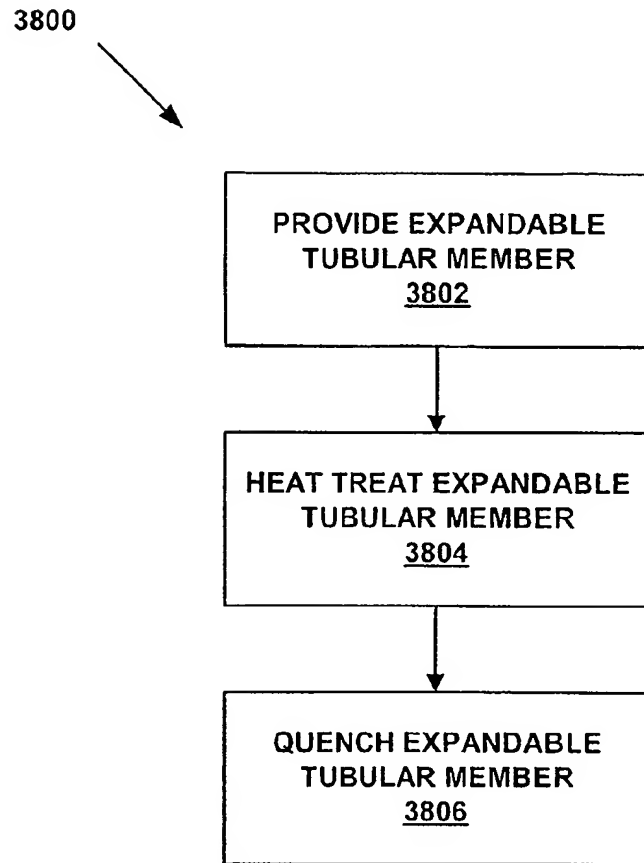 3800
PROVIDE EXPANDABLE
TUBULAR MEMBER
3802
HEAT TREAT EXPANDABLE
TUBULAR MEMBER
3804
QUENCH EXPANDABLE
TUBULAR MEMBER
3806